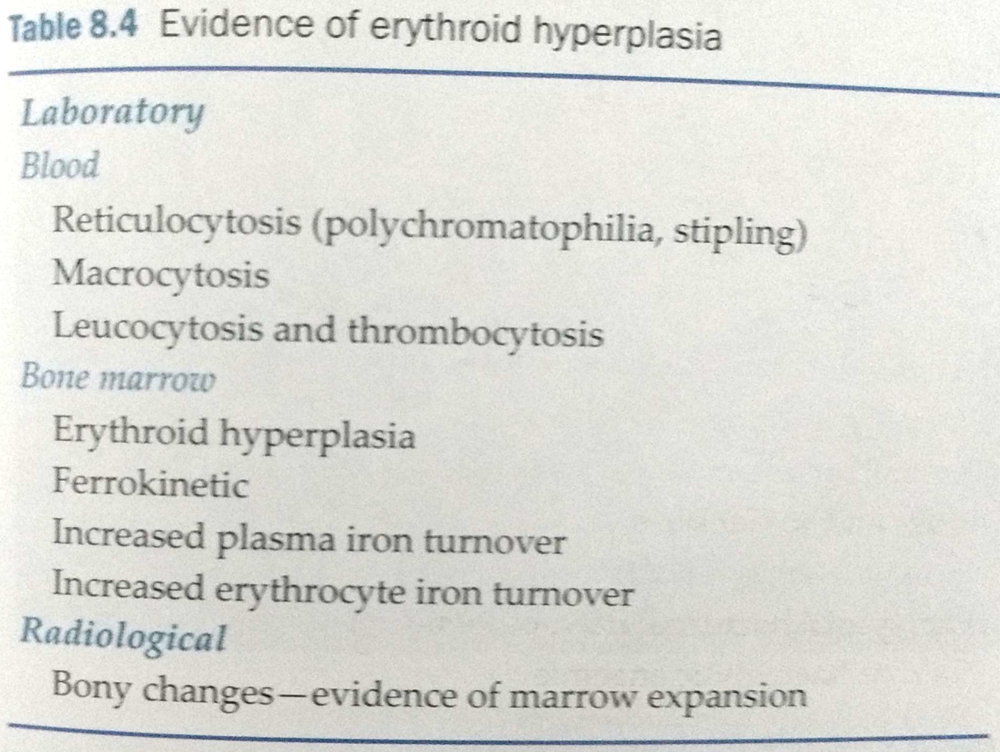 Table 8.4 Evidence of erythroid hyperplasia
Laboratory
Blood
Reticulocytosis (polychromatophilia, stipling)
Macrocytosis
Leucocytosis and thrombocytosis
Bone marrow
Erythroid hyperplasia
Ferrokinetic
Increased plasma iron turnover
Increased erythrocyte iron turnover
Radiological
Bony changes—evidence of marrow expansion